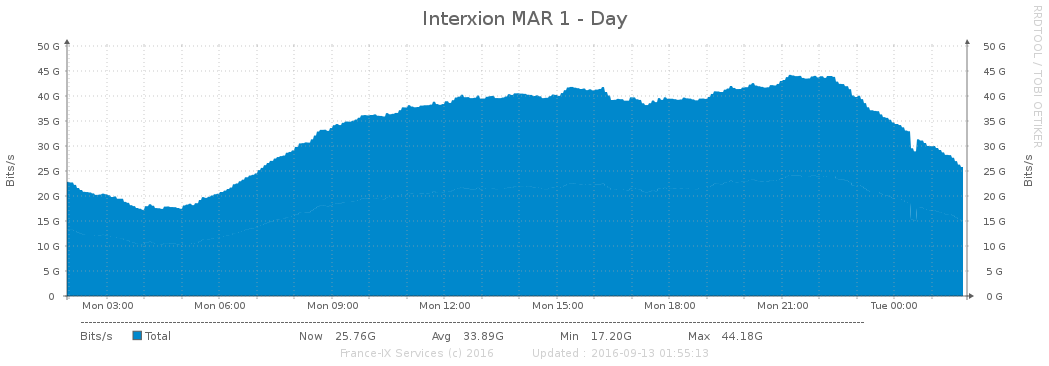 Interxion MAR 1 - Day
RRDTOOL / TOBI OETIKER
Bits/s
50 G
45 G
40 G
35 G
30 G
25 G
20 G
15 G
10 G
5 G
0
50 G
45 G
40 G
35 G
30 G
25 G
20 G
15 G
10 G
5 G
0 G
Bits/s
Mon 03:00 Mon 06:00 Mon 09:00 Mon 12:00 Mon 15:00 Mon 18:00 Mon 21:00 Tue 00:00
Bits/s Total Now 25.76G Avg 33.89G Min 17.20G Max 44.18G
France-IX Services (c) 2016 Updated : 2016-09-13 01:55:13